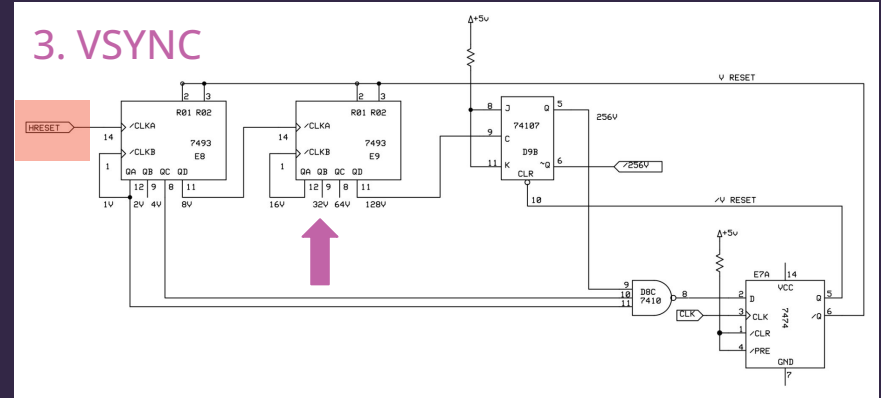 3. VSYNC
+5v
V RESET
2 3
2 3
R01 R02
R01 R02
8 J Q 5
256V
HRESET
14 /CLKA
14 /CLKA
7493
E8
7493
E9
74107
9 C
D9B
1 /CLKB
1 /CLKB
11 K ~Q 6
/256V
CLR
QA QB QC QD
QA QB QC QD
12 9 8 11
12 9 8 11
10
/V RESET
1V 2V 4V 8V
16V 32V 64V 128V
+5v
E7A 14
VCC
9
10
11
D8C
7410
8
2 D Q 5
CLK
3 CLK /Q 6
7474
1 /CLR
4 /PRE
GND
7